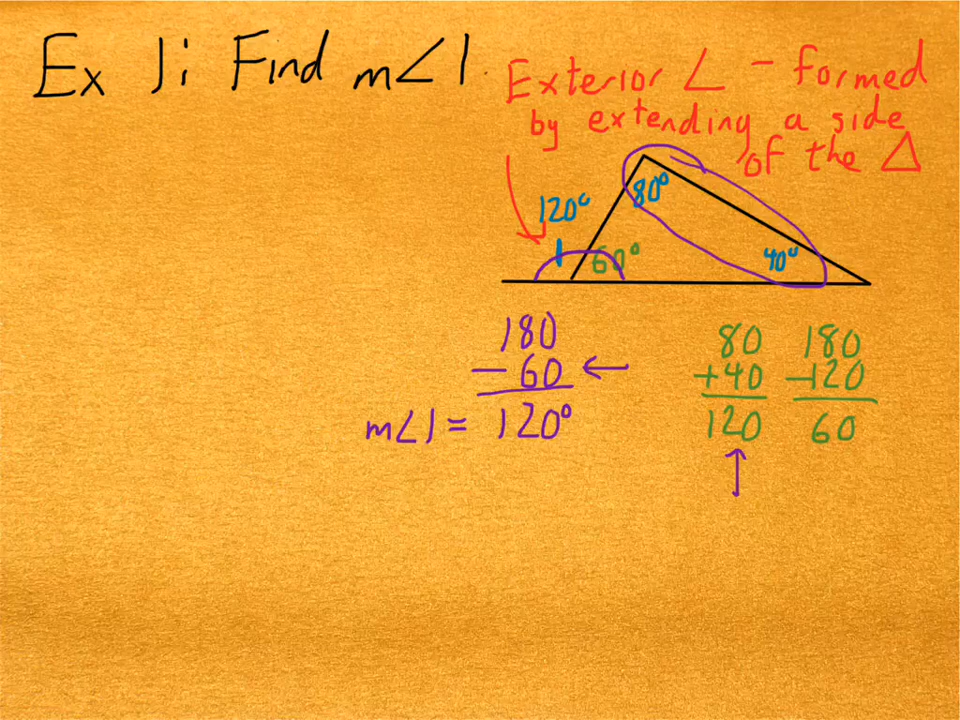 Ex 1: Find m∠1
Exterior ∠ - formed
by extending a side
of the Δ
120°
80°
1
60°
40°
180
- 60 ←
m∠1 = 120°
80
+40
120
↑
180
-120
60